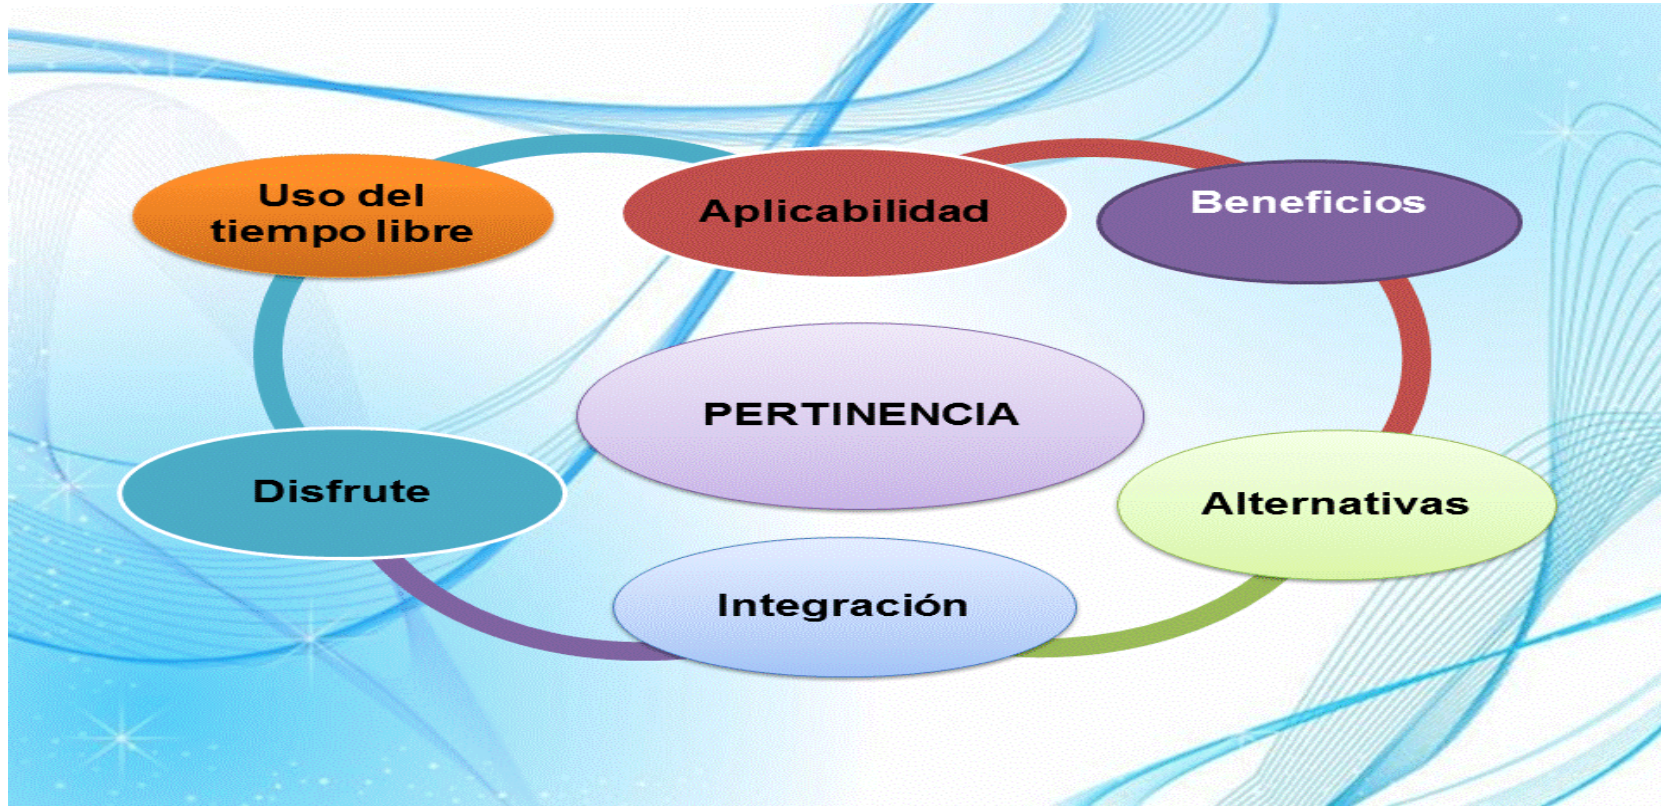 Uso del
tiempo libre
Aplicabilidad
Beneficios
PERTINENCIA
Disfrute
Alternativas
Integración